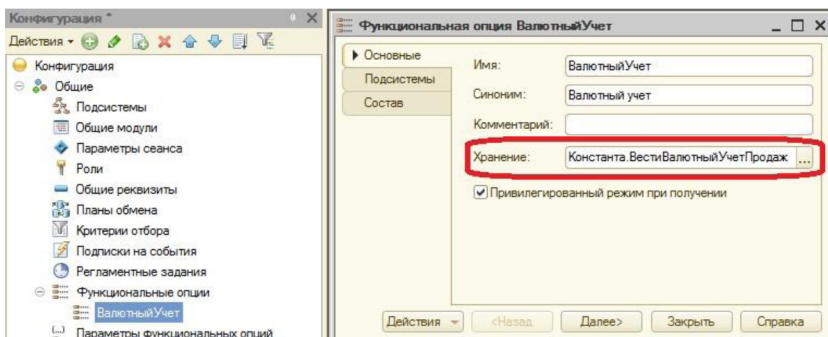 Конфигурация *
Действия
Конфигурация
Общие
Подсистемы
Общие модули
Параметры сеанса
Роли
Общие реквизиты
Планы обмена
Критерии отбора
Подписки на события
Регламентные задания
Функциональные опции
ВалютныйУчет
Параметры функциональных опций
Функциональная опция ВалютныйУчет
Основные
Подсистемы
Состав
Имя: ВалютныйУчет
Синоним: Валютный учет
Комментарий:
Хранение: Константа.ВестиВалютныйУчетПродаж ...
Привилегированный режим при получении
Действия <Назад Далее> Закрыть Справка